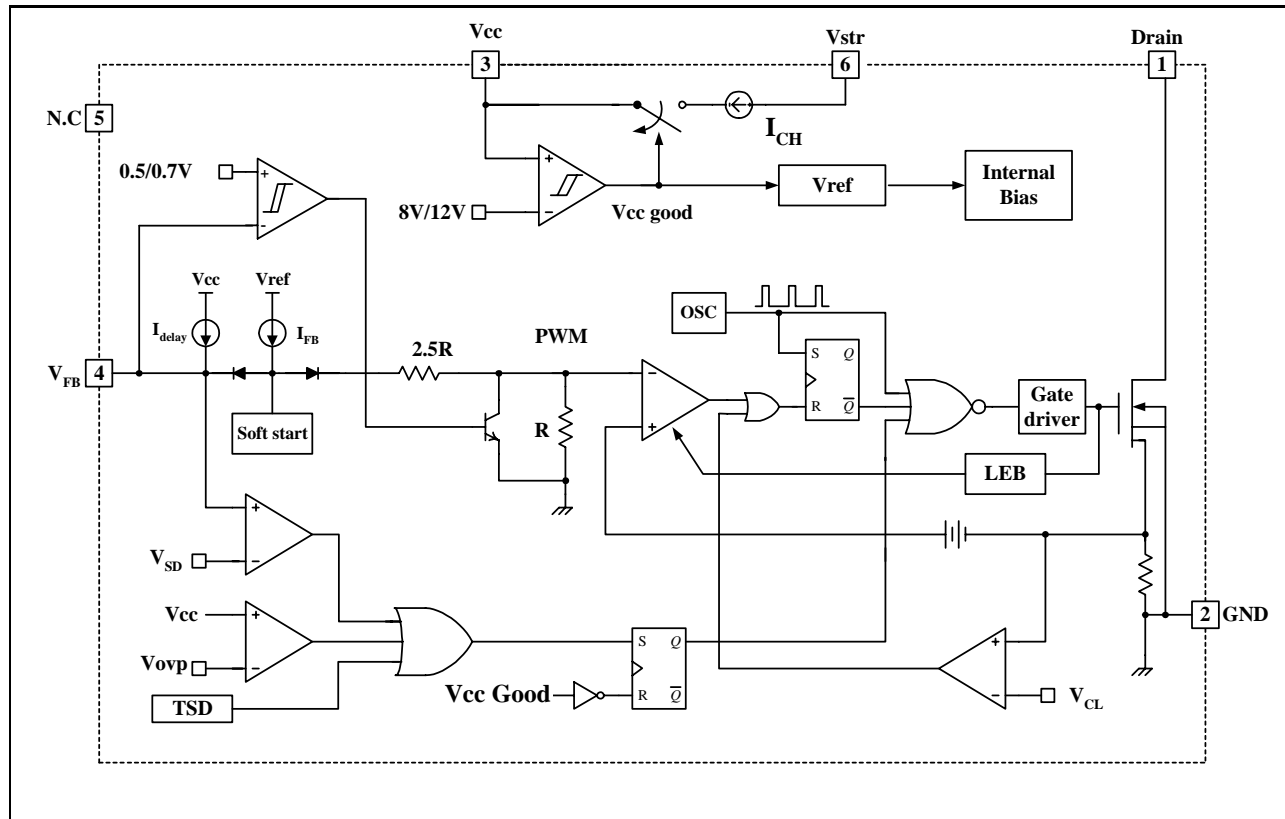 Vcc
Vstr
Drain
3
6
1
N.C 5
I_CH
0.5/0.7V
+
-
+
8V/12V
−
Vcc good
Vref
Internal
Bias
Vcc
Vref
I_delay
I_FB
OSC
PWM
2.5R
V_FB 4
S Q
R Q̅
Gate
driver
Soft start
R
−
+
LEB
V_SD
+
−
Vcc
+
Vovp
−
TSD
S Q
R Q̅
Vcc Good
+
−
V_CL
2 GND